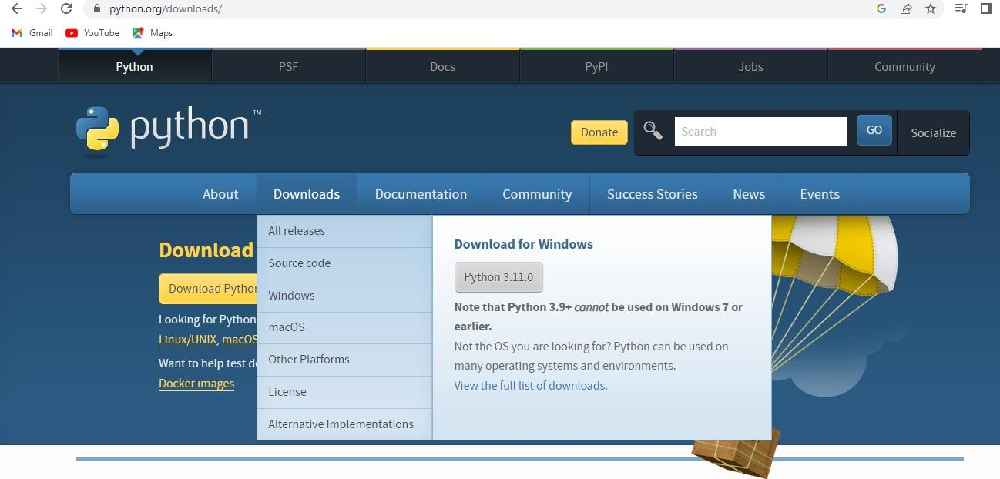 python.org/downloads/
Gmail YouTube Maps
Python PSF Docs PyPI Jobs Community
python™
Donate Search GO Socialize
About Downloads Documentation Community Success Stories News Events
All releases
Source code
Windows
macOS
Other Platforms
License
Alternative Implementations
Download for Windows
Python 3.11.0
Note that Python 3.9+ cannot be used on Windows 7 or
earlier.
Not the OS you are looking for? Python can be used on
many operating systems and environments.
View the full list of downloads.
Download
Download Python
Looking for Python
Linux/UNIX, macOS
Want to help test
Docker images